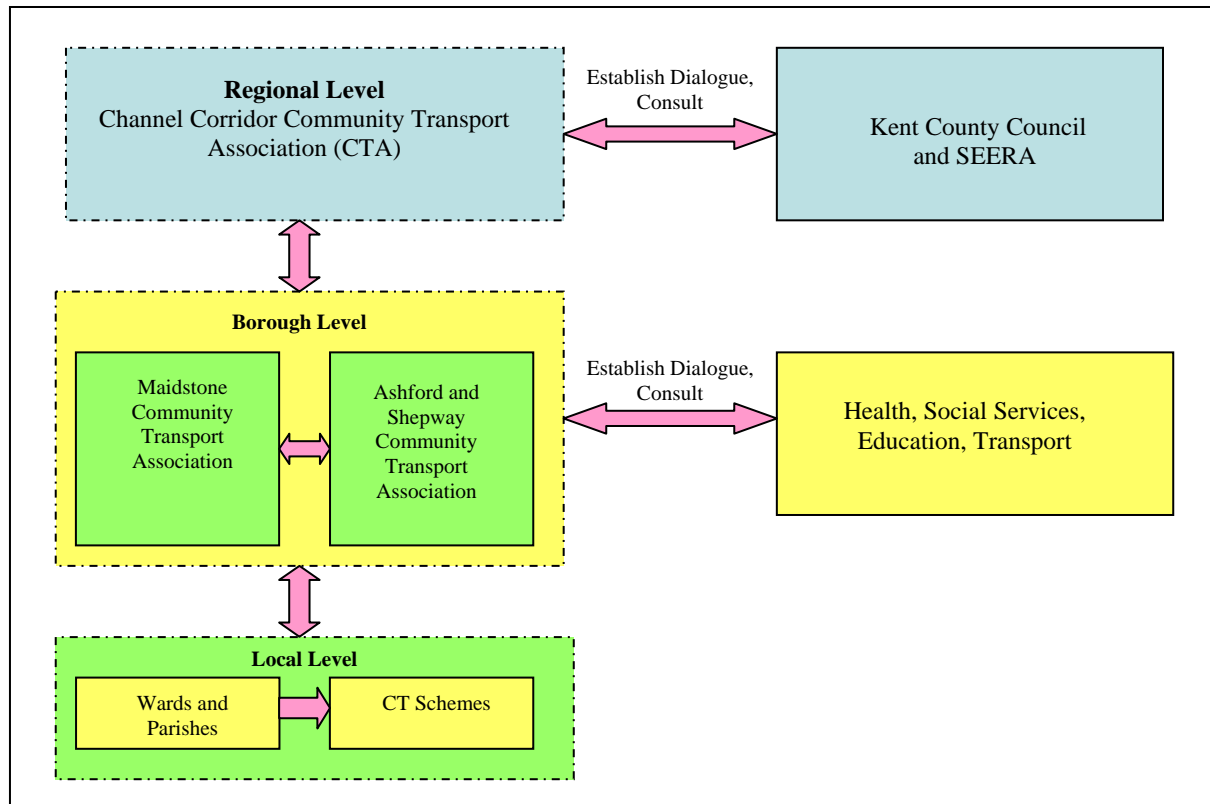 Regional Level
Channel Corridor Community Transport
Association (CTA)
Establish Dialogue,
Consult
Kent County Council
and SEERA
Borough Level
Maidstone
Community
Transport
Association
Ashford and
Shepway
Community
Transport
Association
Establish Dialogue,
Consult
Health, Social Services,
Education, Transport
Local Level
Wards and
Parishes
CT Schemes